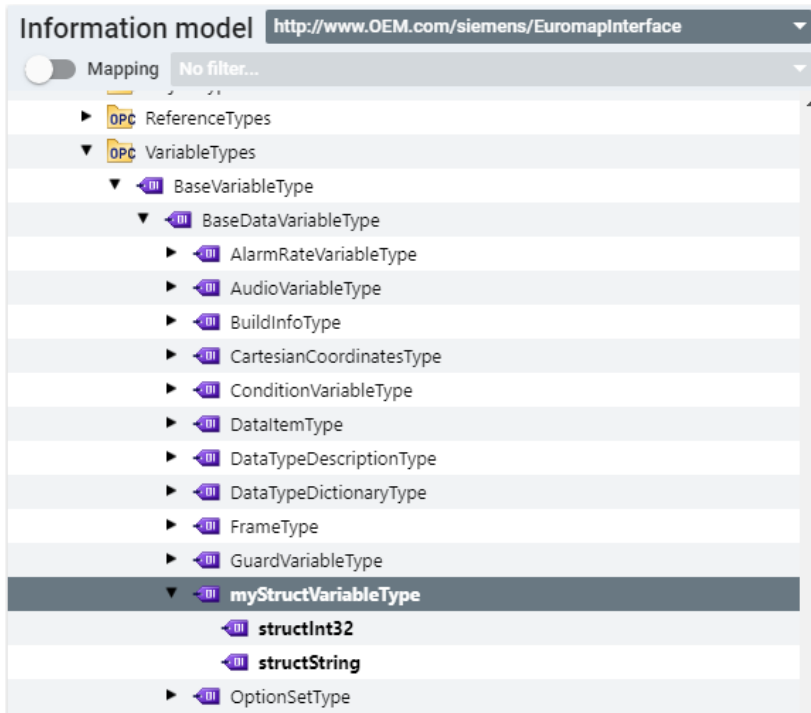 Information model http://www.OEM.com/siemens/EuromapInterface
Mapping No filter...
OPC ReferenceTypes
OPC VariableTypes
BaseVariableType
BaseDataVariableType
AlarmRateVariableType
AudioVariableType
BuildInfoType
CartesianCoordinatesType
ConditionVariableType
DataItemType
DataTypeDescriptionType
DataTypeDictionaryType
FrameType
GuardVariableType
myStructVariableType
structInt32
structString
OptionSetType